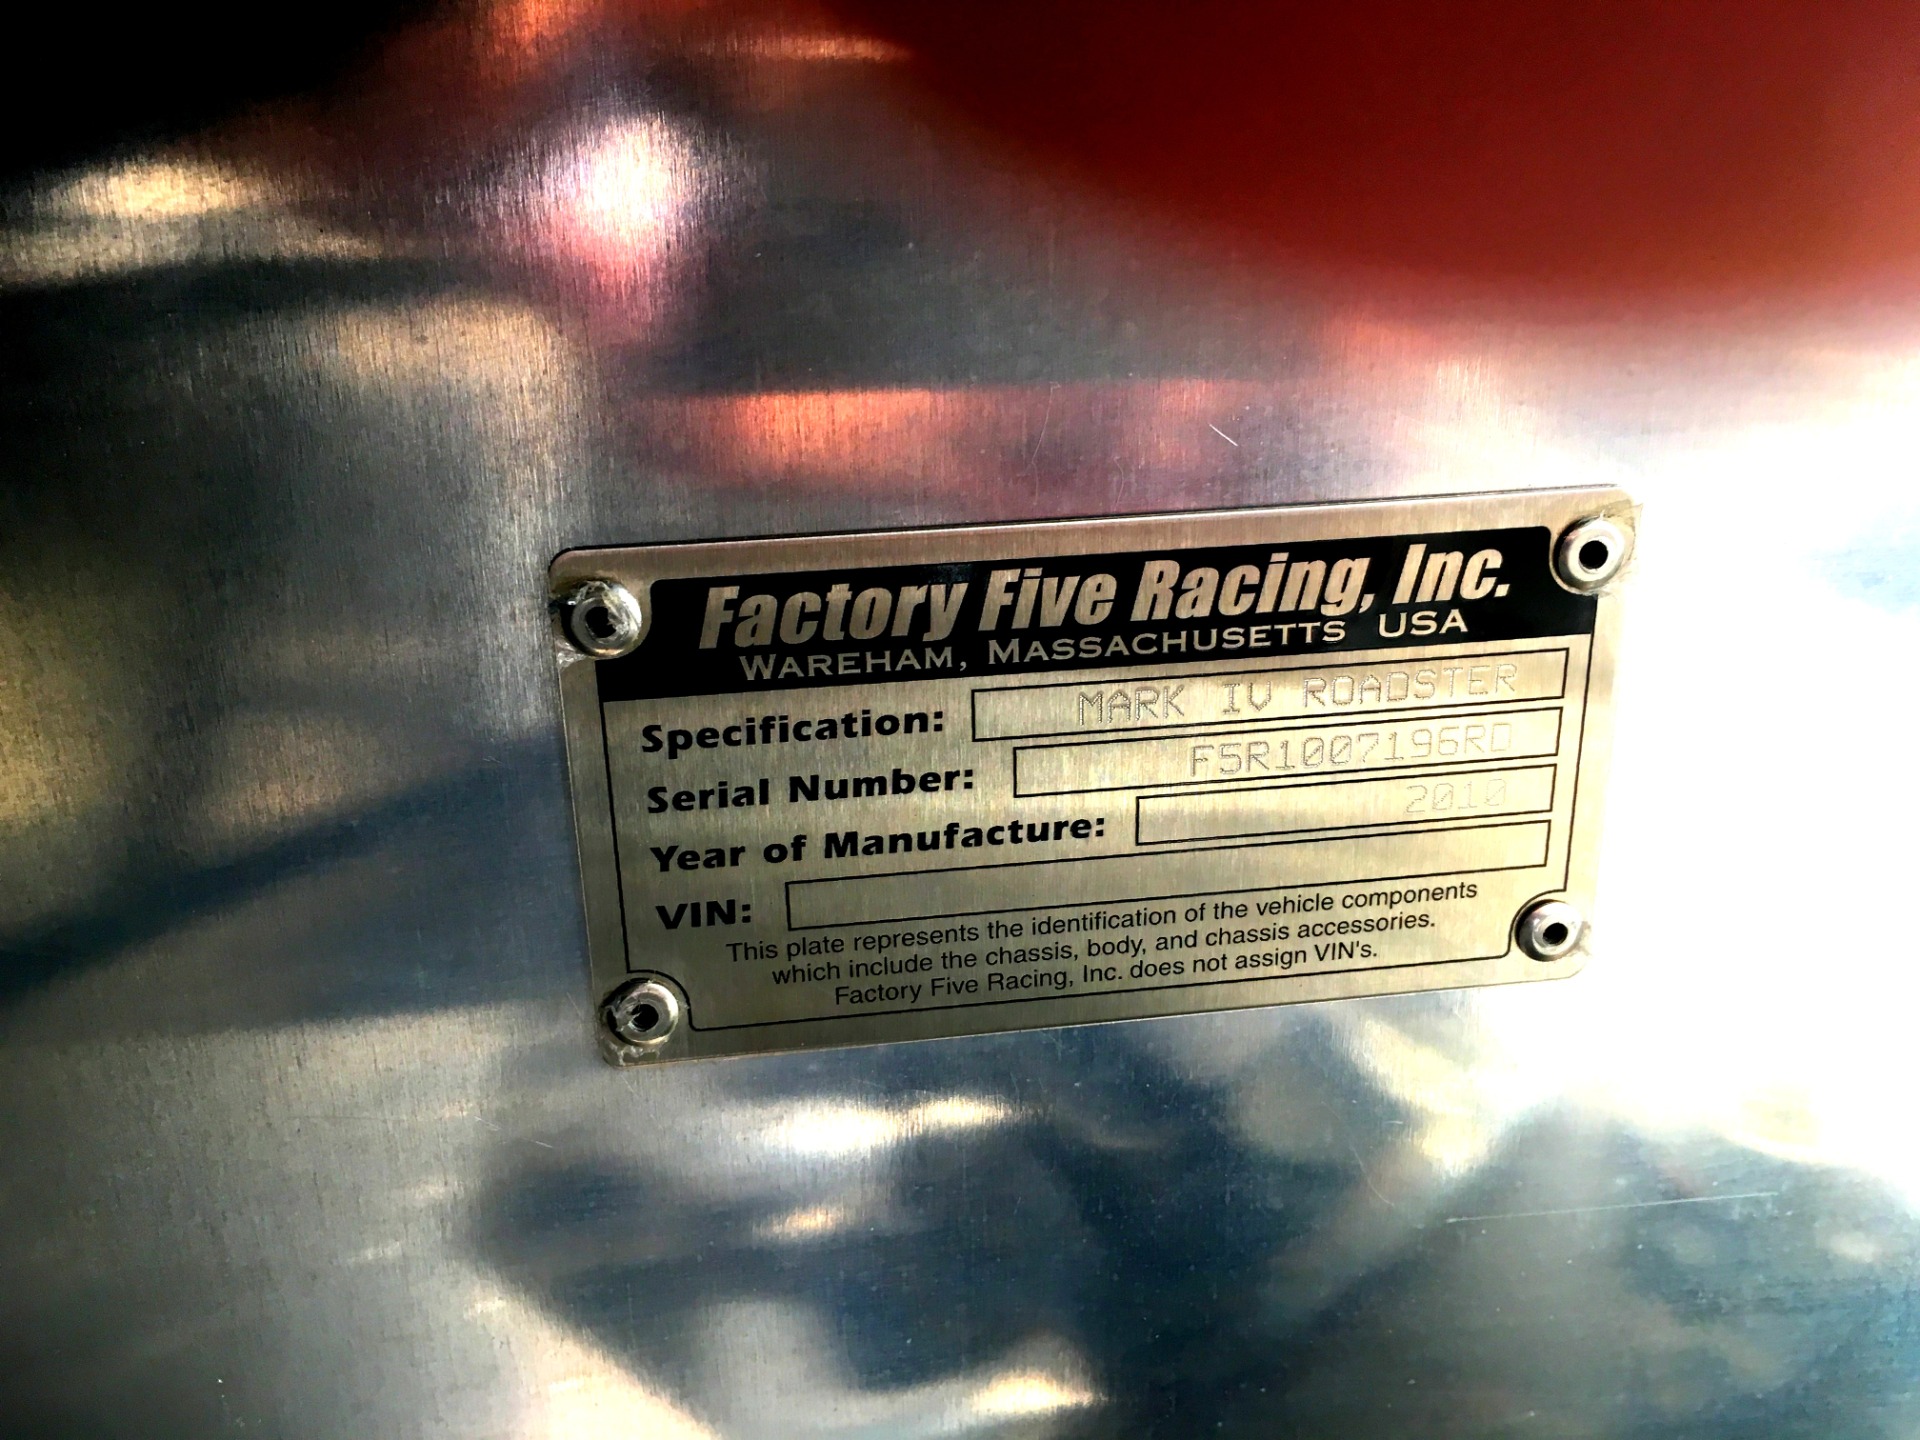 Factory Five Racing, Inc.
WAREHAM, MASSACHUSETTS USA
Specification: MARK IV ROADSTER
Serial Number: F5R1007196RD
Year of Manufacture: 2010
VIN:
This plate represents the identification of the vehicle components
which include the chassis, body, and chassis accessories.
Factory Five Racing, Inc. does not assign VIN's.